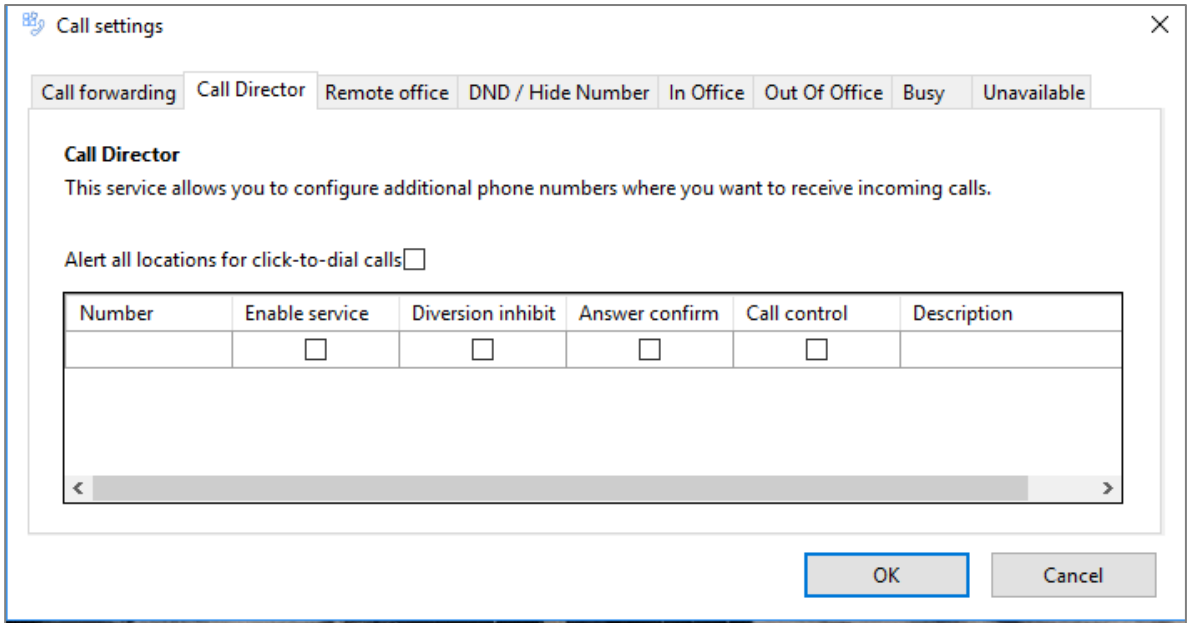 Call settings
Call forwarding Call Director Remote office DND / Hide Number In Office Out Of Office Busy Unavailable
Call Director
This service allows you to configure additional phone numbers where you want to receive incoming calls.
Alert all locations for click-to-dial calls
Number Enable service Diversion inhibit Answer confirm Call control Description
OK Cancel